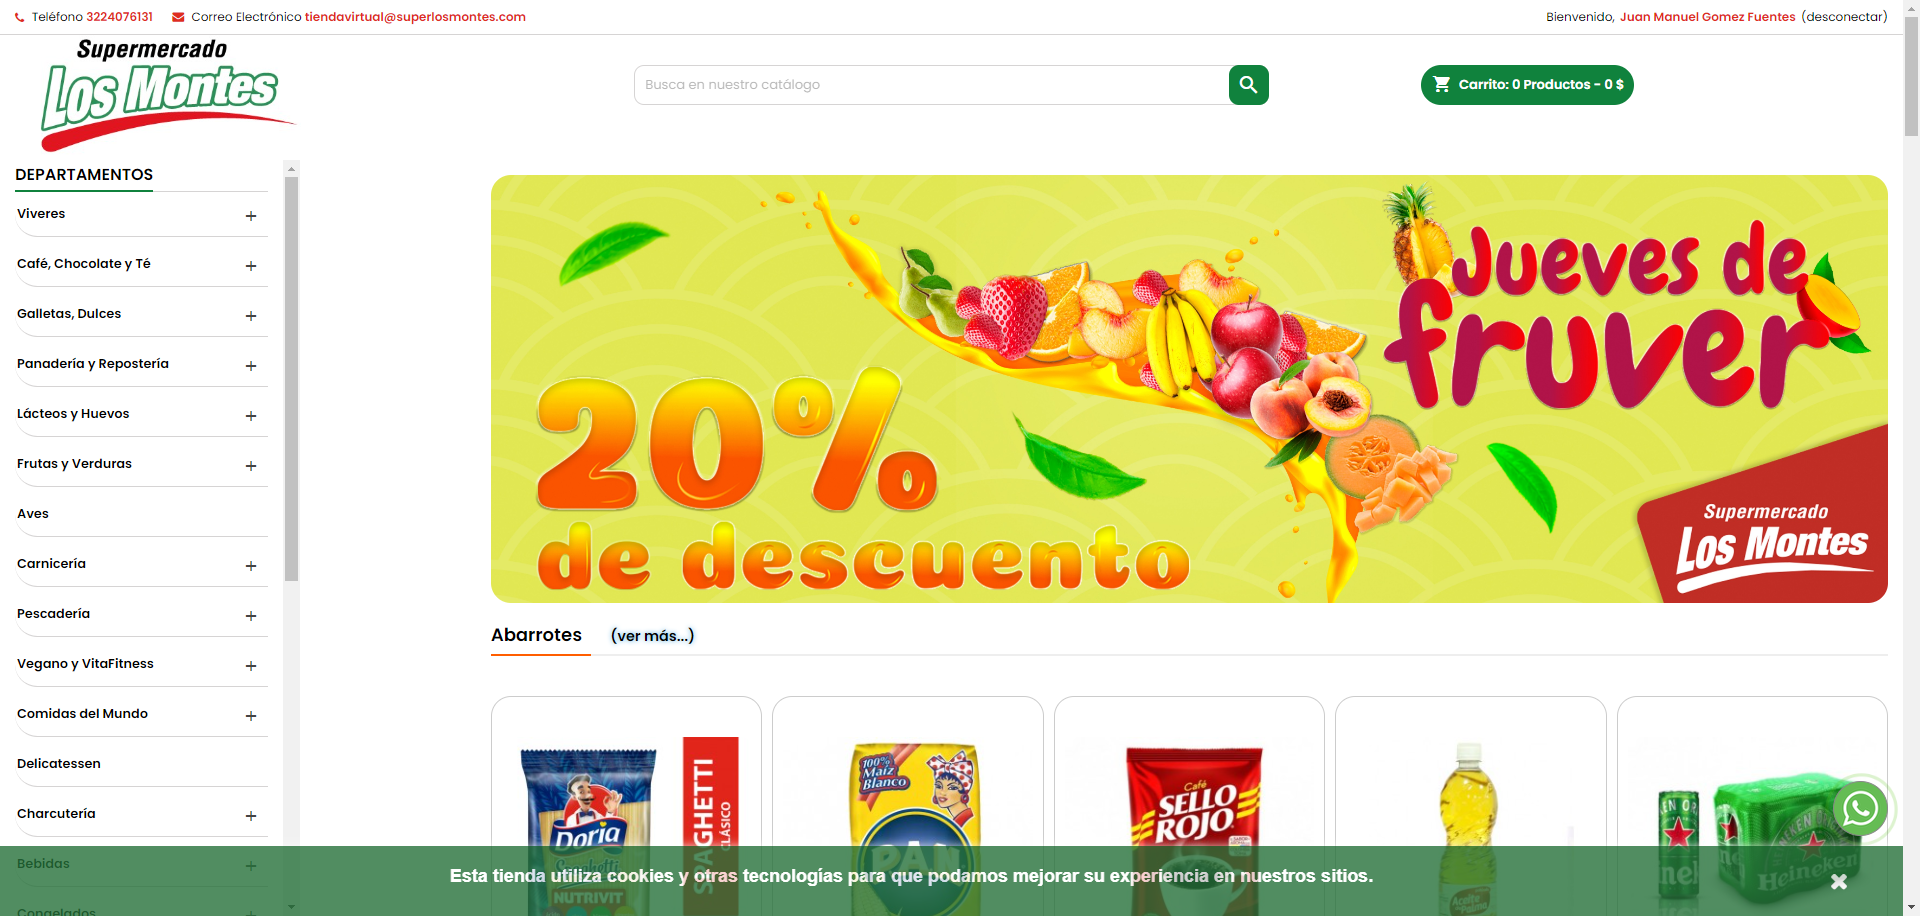 Teléfono 3224076131 Correo Electrónico tiendavirtual@superlosmontes.com
Bienvenido, Juan Manuel Gomez Fuentes (desconectar)
Supermercado
Los Montes
Busca en nuestro catálogo
Carrito: 0 Productos - 0 $
DEPARTAMENTOS
Viveres
Café, Chocolate y Té
Galletas, Dulces
Panadería y Repostería
Lácteos y Huevos
Frutas y Verduras
Aves
Carnicería
Pescadería
Vegano y VitaFitness
Comidas del Mundo
Delicatessen
Charcutería
Bebidas
Congelados
Jueves de
fruver
20%
de descuento
Supermercado
Los Montes
Abarrotes (ver más...)
Doria
Spaghetti
NUTRIVIT
SPAGHETTI
CLÁSICO
100%
Maíz
Blanco
PAN
Café
SELLO
ROJO
Aceite
de Palma
Heineken
Esta tienda utiliza cookies y otras tecnologías para que podamos mejorar su experiencia en nuestros sitios.